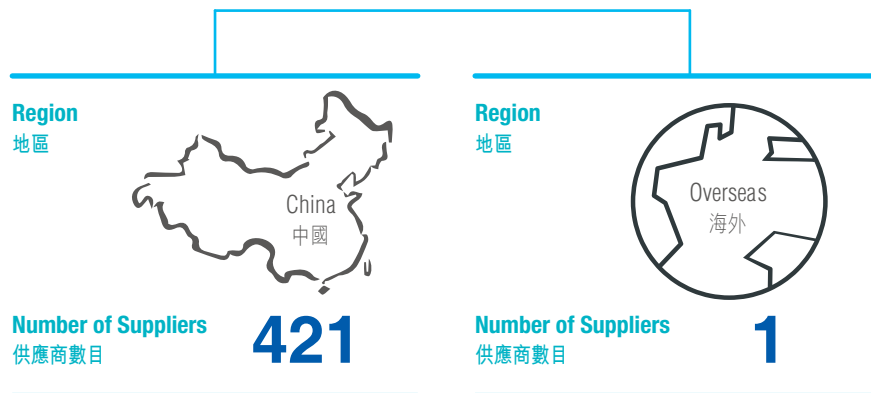 Region
地區
China
中國
Number of Suppliers
供應商數目
421
Region
地區
Overseas
海外
Number of Suppliers
供應商數目
1